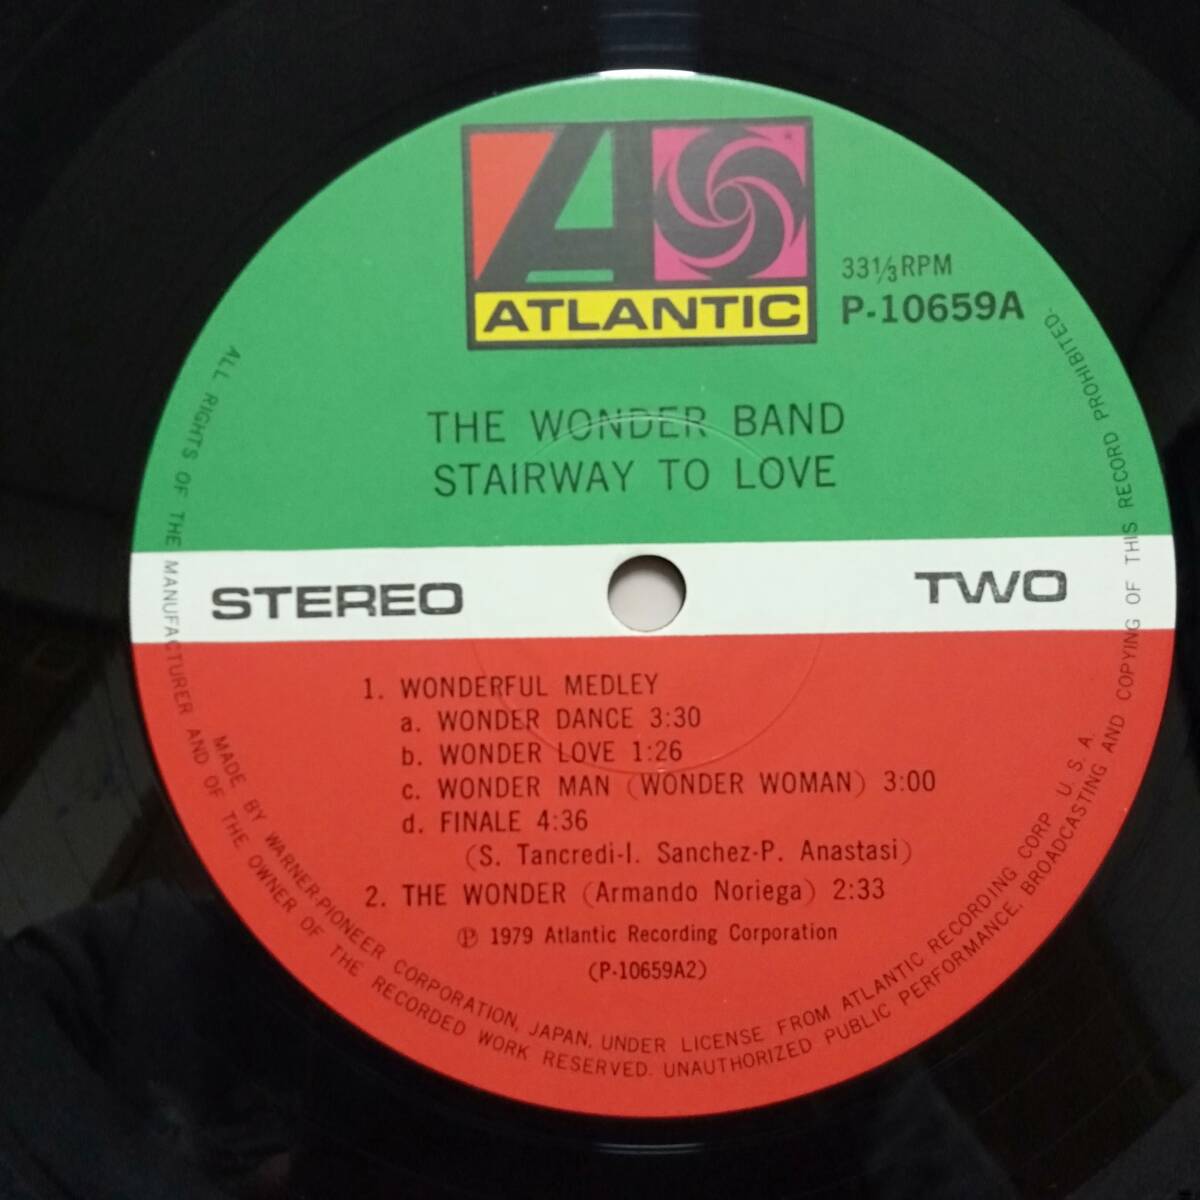 ATLANTIC
33⅓ RPM
P-10659A
THE WONDER BAND
STAIRWAY TO LOVE
STEREO
TWO
1. WONDERFUL MEDLEY
a. WONDER DANCE 3:30
b. WONDER LOVE 1:26
c. WONDER MAN (WONDER WOMAN) 3:00
d. FINALE 4:36
(S. Tancredi-I. Sanchez-P. Anastasi)
2. THE WONDER (Armando Noriega) 2:33
Ⓟ 1979 Atlantic Recording Corporation
(P-10659A2)
MADE BY WARNER-PIONEER CORPORATION, JAPAN, UNDER LICENSE FROM ATLANTIC RECORDING CORP. U. S. A.
ALL RIGHTS OF THE MANUFACTURER AND OF THE OWNER OF THE RECORDED WORK RESERVED. UNAUTHORIZED PUBLIC PERFORMANCE, BROADCASTING AND COPYING OF THIS RECORD PROHIBITED.